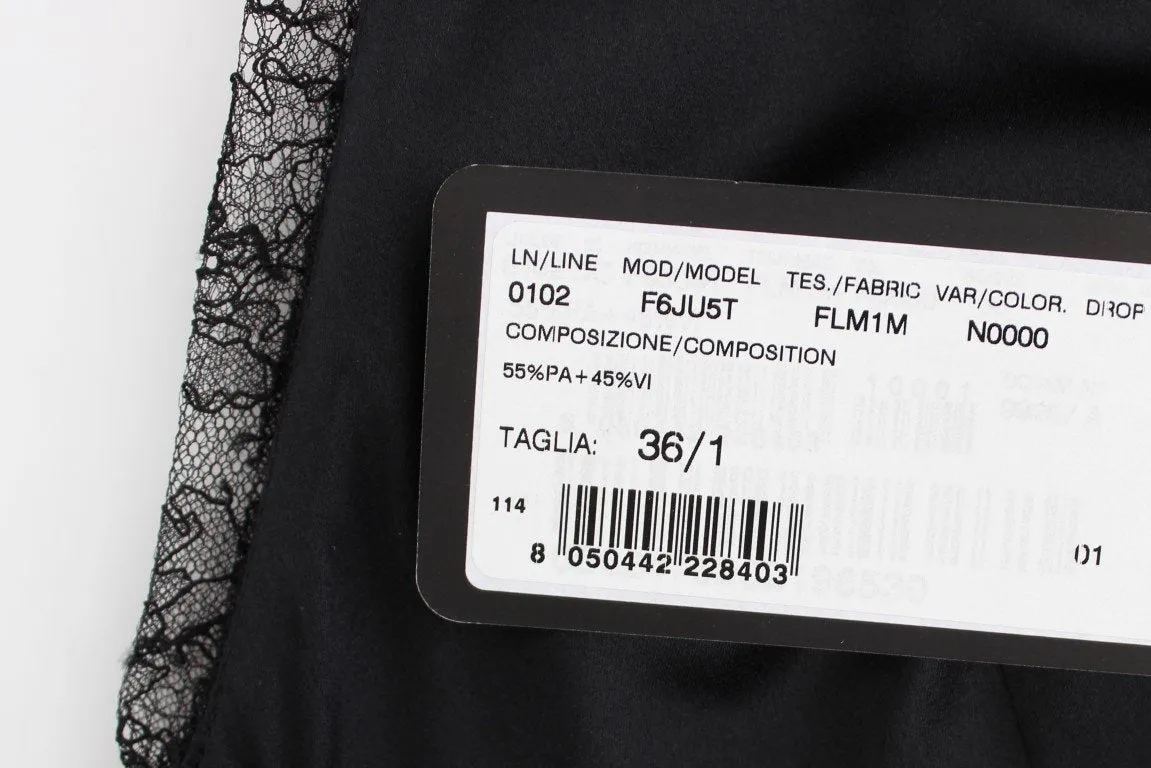 LN/LINE MOD/MODEL TES./FABRIC VAR/COLOR. DROP
0102 F6JU5T FLM1M N0000
COMPOSIZIONE/COMPOSITION
55%PA+45%VI
TAGLIA: 36/1
114
8 050442 228403
01